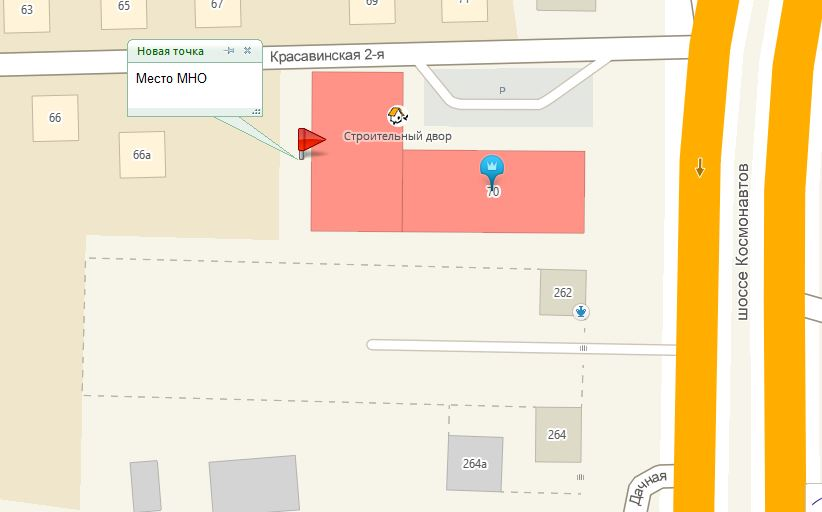 63
65
67
69
71
Новая точка
Место МНО
Красавинская 2-я
P
66
66а
Строительный двор
70
шоссе Космонавтов
262
264
264а
Дачная